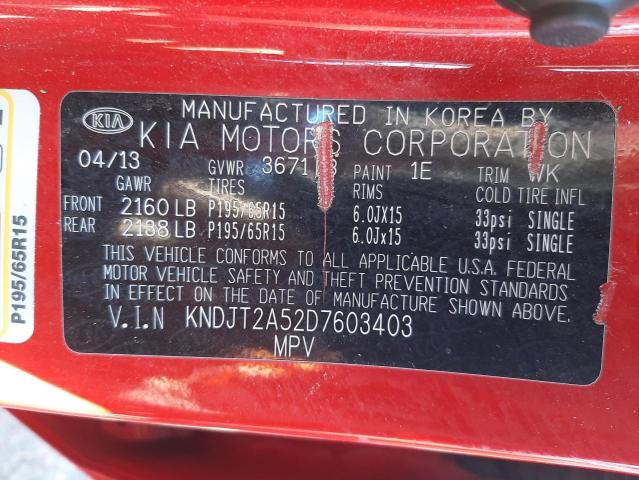 MANUFACTURED IN KOREA BY
KIA KIA MOTORS CORPORATION
04/13 GVWR 3671 PAINT 1E TRIM
GAWR TIRES RIMS COLD TIRE INFL
FRONT 2160 LB P195/65R15 6.0JX15 33psi SINGLE
REAR 2138 LB P195/65R15 6.0Jx15 33psi SINGLE
THIS VEHICLE CONFORMS TO ALL APPLICABLE U.S.A. FEDERAL
MOTOR VEHICLE SAFETY AND THEFT PREVENTION STANDARDS
IN EFFECT ON THE DATE OF MANUFACTURE SHOWN ABOVE.
V.I.N KNDJT2A52D7603403
MPV
P195/65R15